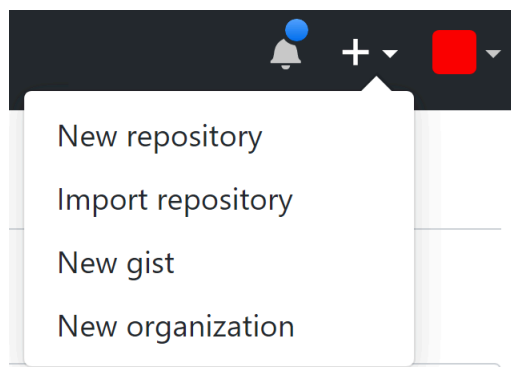 New repository
Import repository
New gist
New organization